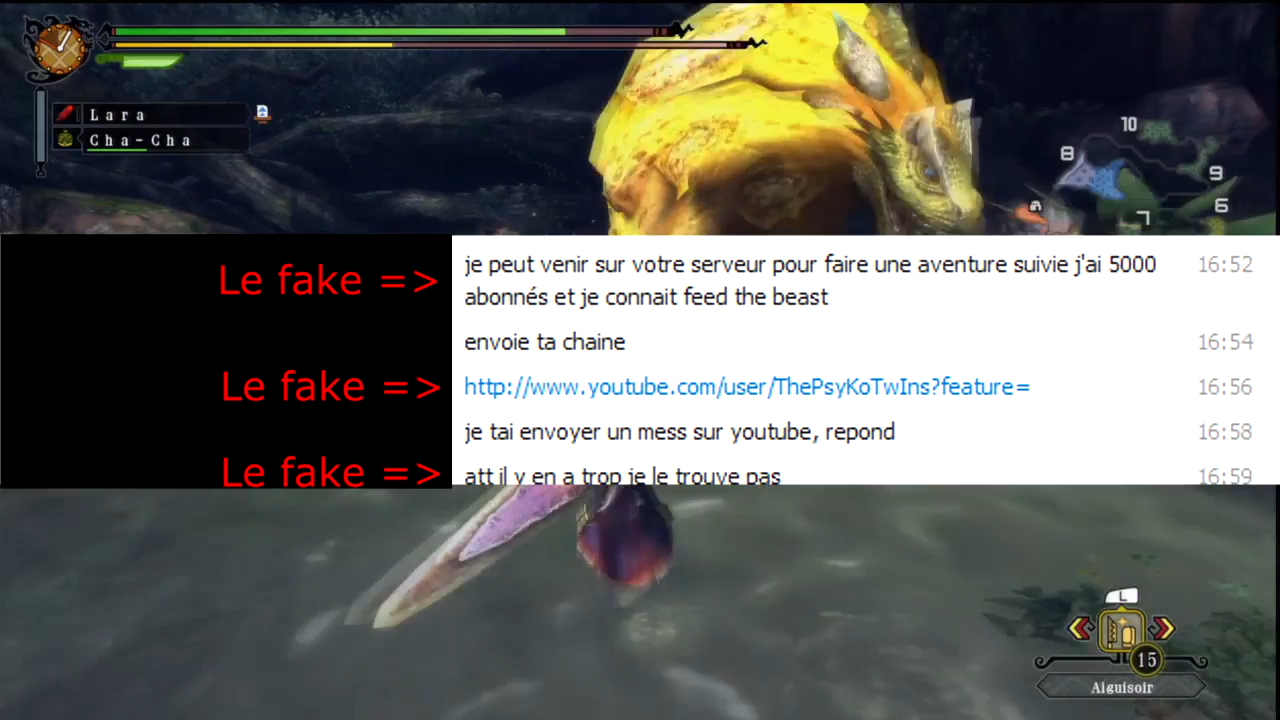 Lara
Cha-Cha
10
8
9
6
7
Le fake => je peut venir sur votre serveur pour faire une aventure suivie j'ai 5000 16:52
abonnés et je connait feed the beast
envoie ta chaine 16:54
Le fake => http://www.youtube.com/user/ThePsyKoTwIns?feature= 16:56
je tai envoyer un mess sur youtube, repond 16:58
Le fake => att il y en a trop je le trouve pas 16:59
L
15
Aiguisoir